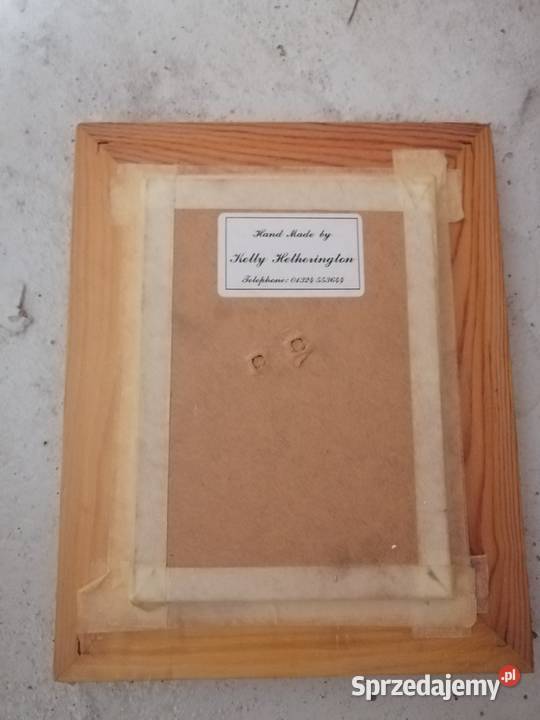 Hand Made by
Kelly Hetherington
Telephone: 01324 553644
Sprzedajemy.pl